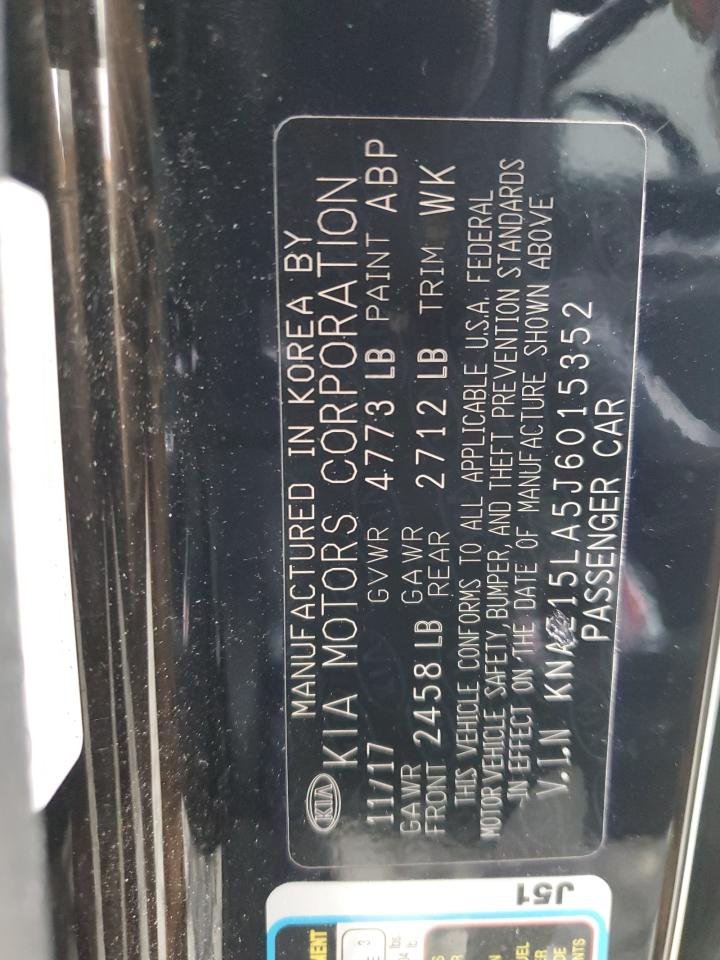 KIA
MANUFACTURED IN KOREA BY
KIA MOTORS CORPORATION
11/17 GVWR 4773 LB PAINT ABP
GAWR FRONT 2458 LB GAWR REAR 2712 LB TRIM WK
THIS VEHICLE CONFORMS TO ALL APPLICABLE U.S.A. FEDERAL
MOTOR VEHICLE SAFETY, BUMPER, AND THEFT PREVENTION STANDARDS
IN EFFECT ON THE DATE OF MANUFACTURE SHOWN ABOVE
V.I.N KNAE15LA5J6015352
PASSENGER CAR
J51